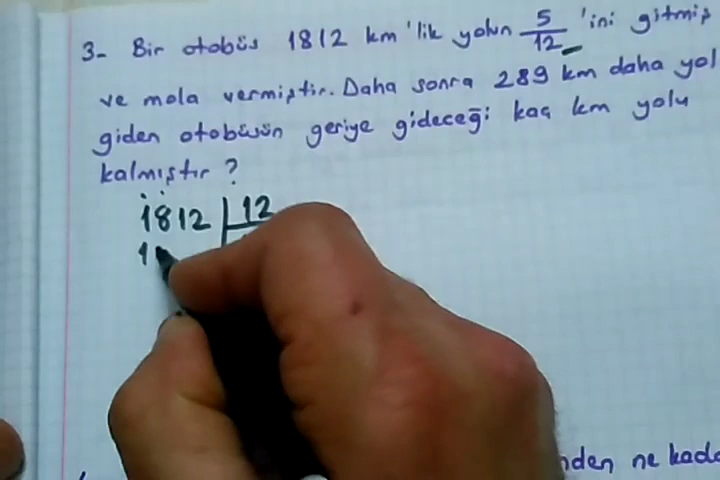 3- Bir otobüs 1812 km'lik yolun 5/12 'ini gitmiş
ve mola vermiştir. Daha sonra 289 km daha yol
giden otobüsün geriye gideceği kaç km yolu
kalmıştır ?
1812 | 12
1
nden ne kada